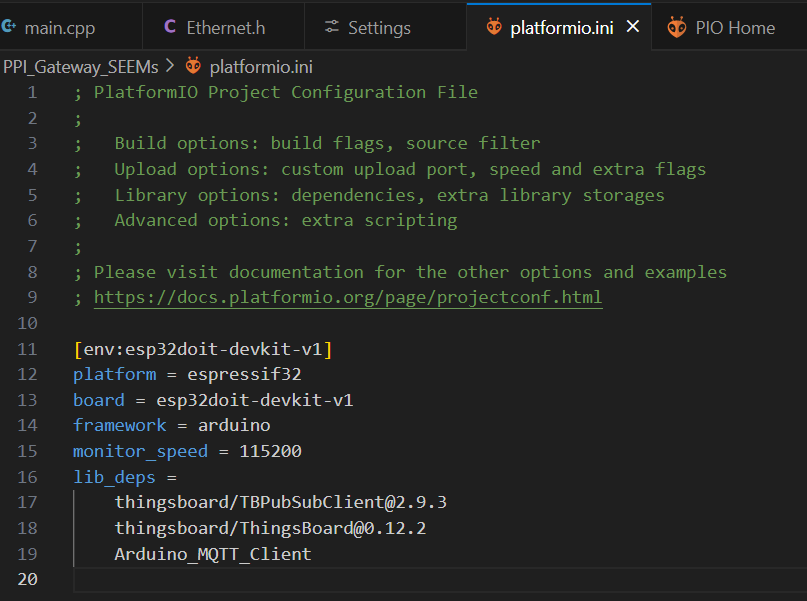 main.cpp
Ethernet.h
Settings
platformio.ini
PIO Home
PPI_Gateway_SEEMs > platformio.ini
1 ; PlatformIO Project Configuration File
2 ;
3 ;   Build options: build flags, source filter
4 ;   Upload options: custom upload port, speed and extra flags
5 ;   Library options: dependencies, extra library storages
6 ;   Advanced options: extra scripting
7 ;
8 ; Please visit documentation for the other options and examples
9 ; https://docs.platformio.org/page/projectconf.html
10
11 [env:esp32doit-devkit-v1]
12 platform = espressif32
13 board = esp32doit-devkit-v1
14 framework = arduino
15 monitor_speed = 115200
16 lib_deps =
17     thingsboard/TBPubSubClient@2.9.3
18     thingsboard/ThingsBoard@0.12.2
19     Arduino_MQTT_Client
20